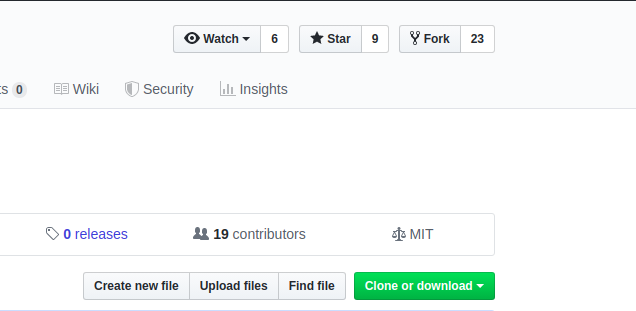 Watch 6 Star 9 Fork 23
ts 0 Wiki Security Insights
0 releases 19 contributors MIT
Create new file Upload files Find file Clone or download